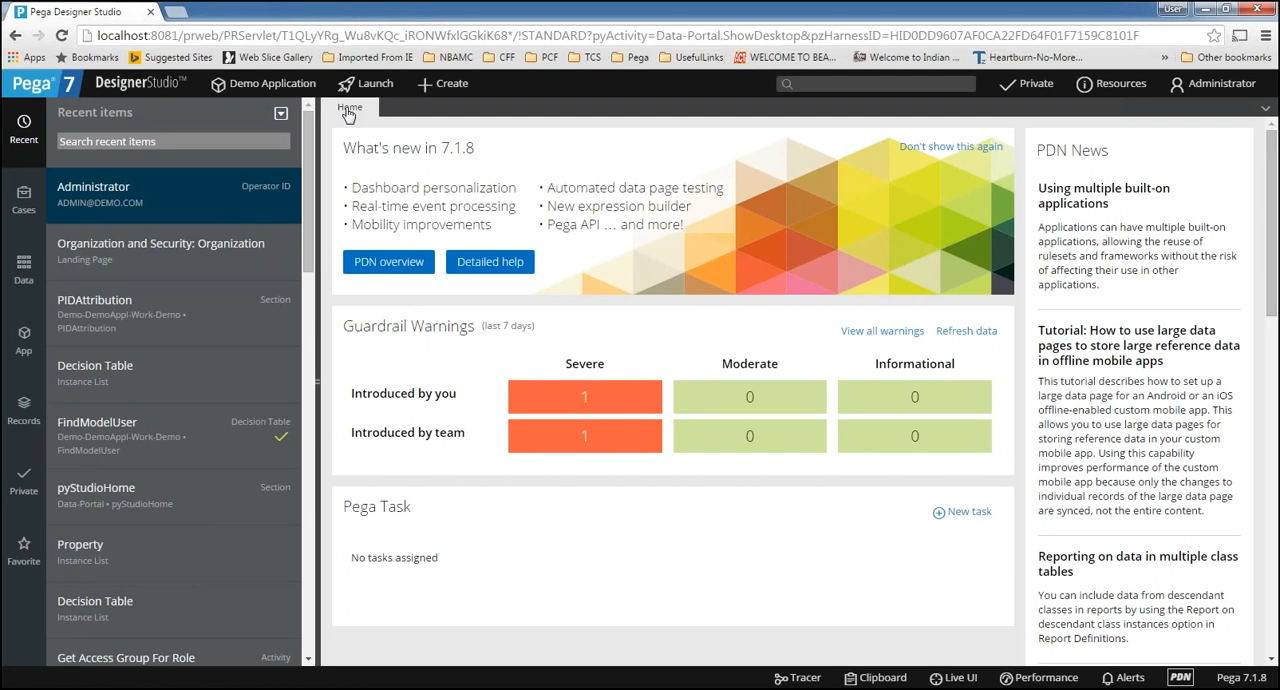 Pega Designer Studio
User
localhost:8081/prweb/PRServlet/T1QLyYRg_Wu8vKQc_iRONWfxlGGkiK68*/!STANDARD?pyActivity=Data-Portal.ShowDesktop&pzHarnessID=HID0DD9607AF0CA22FD64F01F7159C8101F
Apps Bookmarks Suggested Sites Web Slice Gallery Imported From IE NBAMC CFF PCF TCS Pega UsefulLinks WELCOME TO BEA... Welcome to Indian ... Heartburn-No-More... » Other bookmarks
Pega 7 DesignerStudio™ Demo Application Launch Create Private Resources Administrator
Recent
Cases
Data
App
Records
Private
Favorite
Recent items
Search recent items
Administrator Operator ID
ADMIN@DEMO.COM
Organization and Security: Organization
Landing Page
PIDAttribution Section
Demo-DemoAppl-Work-Demo •
PIDAttribution
Decision Table
Instance List
FindModelUser Decision Table
Demo-DemoAppl-Work-Demo •
FindModelUser
pyStudioHome Section
Data-Portal • pyStudioHome
Property
Instance List
Decision Table
Instance List
Get Access Group For Role Activity
Home
What's new in 7.1.8
Don't show this again
• Dashboard personalization
• Real-time event processing
• Mobility improvements
• Automated data page testing
• New expression builder
• Pega API ... and more!
PDN overview Detailed help
Guardrail Warnings (last 7 days)
View all warnings Refresh data
Severe Moderate Informational
Introduced by you 1 0 0
Introduced by team 1 0 0
Pega Task
New task
No tasks assigned
PDN News
Using multiple built-on
applications
Applications can have multiple built-on
applications, allowing the reuse of
rulesets and frameworks without the risk
of affecting their use in other
applications.
Tutorial: How to use large data
pages to store large reference data
in offline mobile apps
This tutorial describes how to set up a
large data page for an Android or an iOS
offline-enabled custom mobile app. This
allows you to use large data pages for
storing reference data in your custom
mobile app. Using this capability
improves performance of the custom
mobile app because only the changes to
individual records of the large data page
are synced, not the entire content.
Reporting on data in multiple class
tables
You can include data from descendant
classes in reports by using the Report on
descendant class instances option in
Report Definitions.
Tracer Clipboard Live UI Performance Alerts PDN Pega 7.1.8